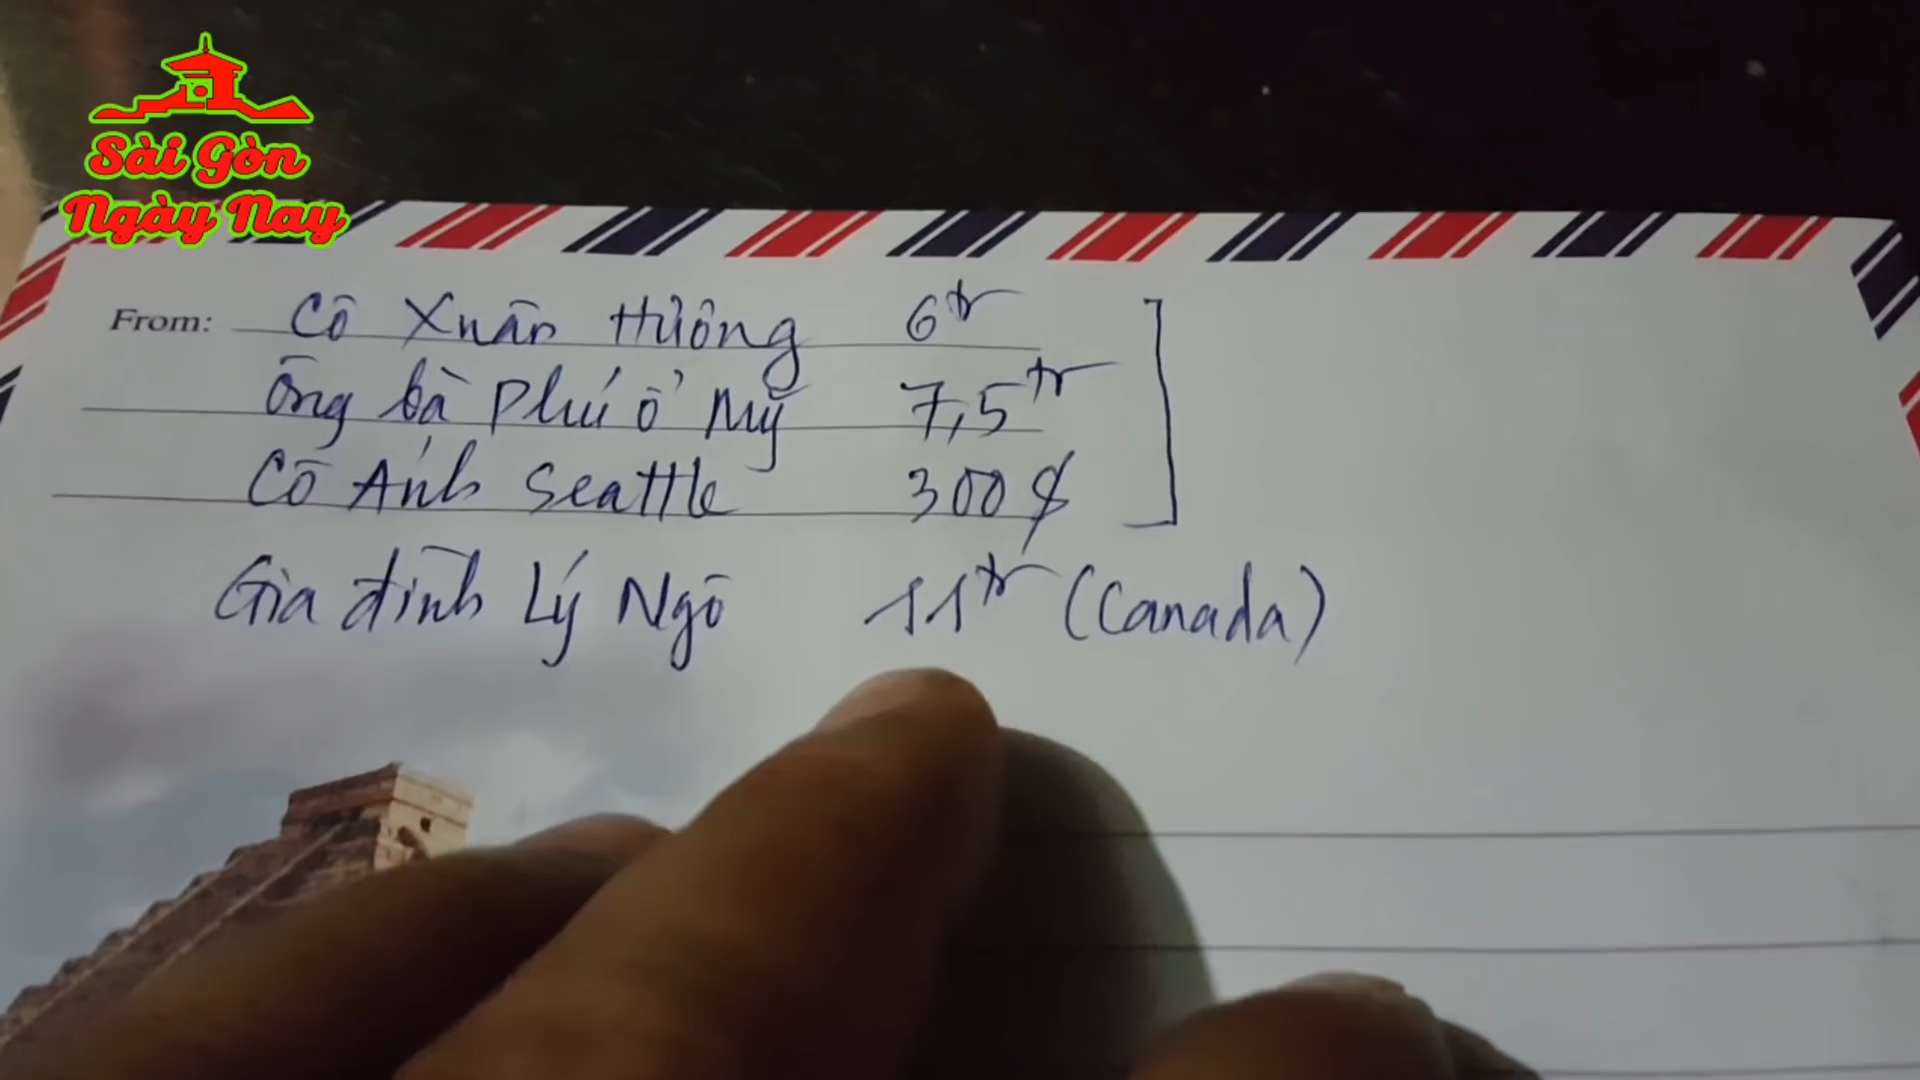 Sài Gòn
Ngày Nay
From: Cô Xuân Hương 6tr
Ông bà Phú ở Mỹ 7,5tr
Cô Ánh Seattle 300$
Gia đình Lý Ngô 11tr (Canada)